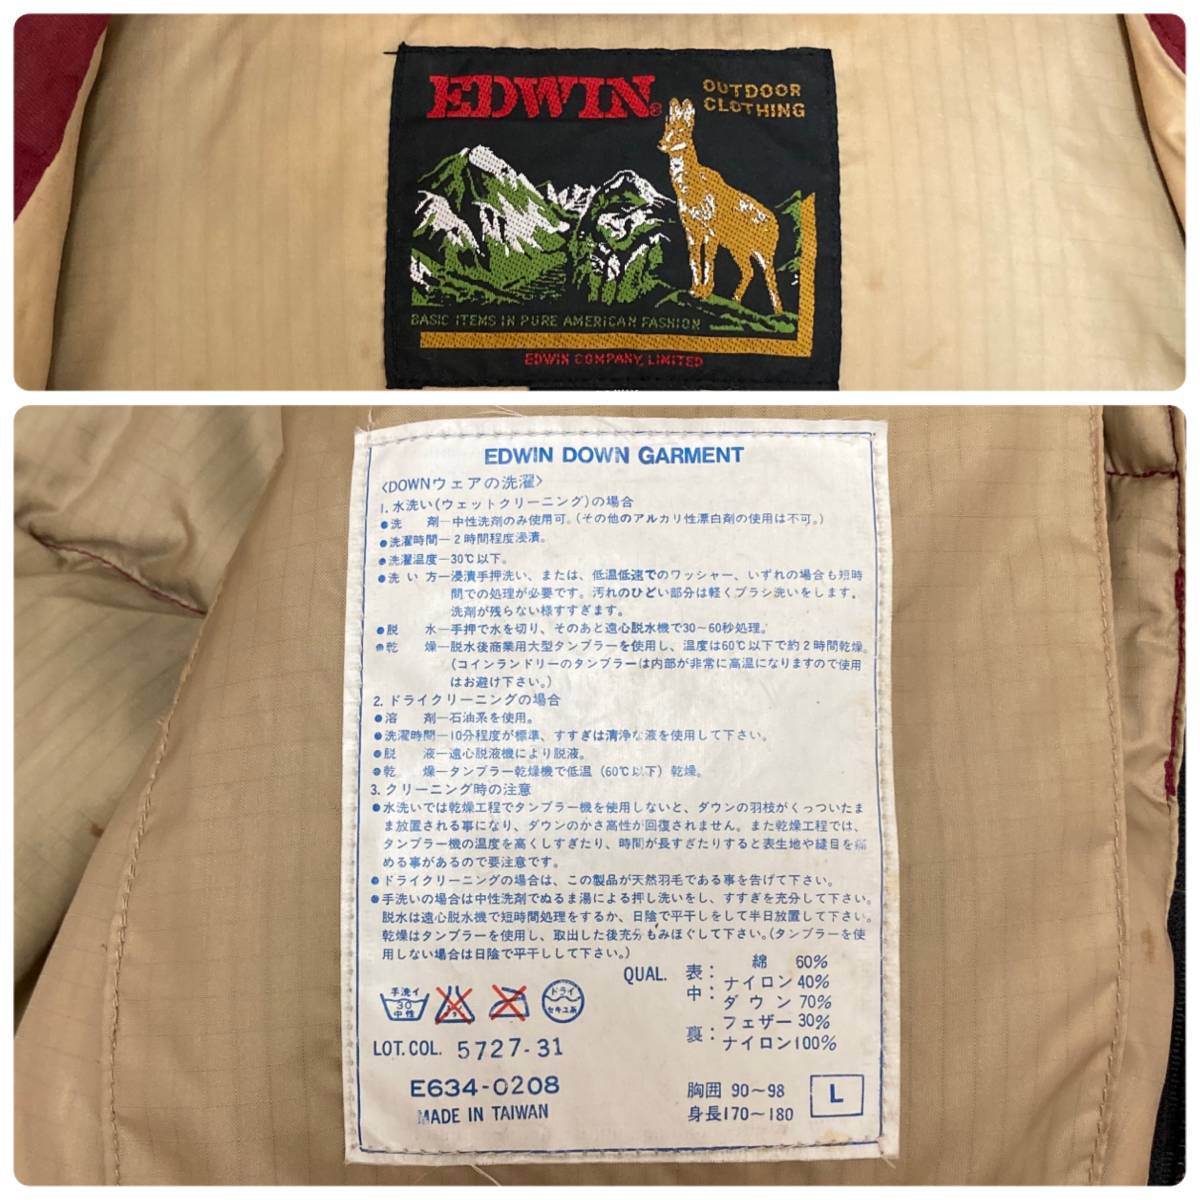 EDWIN®
OUTDOOR
CLOTHING
BASIC ITEMS IN PURE AMERICAN FASHION
EDWIN COMPANY, LIMITED
EDWIN DOWN GARMENT
〈DOWNウェアの洗濯〉
1. 水洗い(ウェットクリーニング)の場合
●洗 剤―中性洗剤のみ使用可。(その他のアルカリ性漂白剤の使用は不可。)
●洗濯時間―2時間程度浸漬。
●洗濯温度―30℃以下。
●洗い方―浸漬手押洗い、または、低温低速でのワッシャー、いずれの場合も短時
間での処理が必要です。汚れのひどい部分は軽くブラシ洗いをします。
洗剤が残らない様すすぎます。
●脱 水―手押で水を切り、そのあと遠心脱水機で30~60秒処理。
●乾 燥―脱水後商業用大型タンブラーを使用し、温度は60℃以下で約2時間乾燥。
(コインランドリーのタンブラーは内部が非常に高温になりますので使用
はお避け下さい。)
2. ドライクリーニングの場合
●溶 剤―石油系を使用。
●洗濯時間―10分程度が標準、すすぎは清浄な液を使用して下さい。
●脱 液―遠心脱液機により脱液。
●乾 燥―タンブラー乾燥機で低温(60℃以下)乾燥。
3. クリーニング時の注意
●水洗いでは乾燥工程でタンブラー機を使用しないと、ダウンの羽枝がくっついたま
ま放置される事になり、ダウンのかさ高性が回復されません。また乾燥工程では、
タンブラー機の温度を高くしすぎたり、時間が長すぎたりすると表生地や縫目を痛
める事があるので要注意です。
●ドライクリーニングの場合は、この製品が天然羽毛である事を告げて下さい。
●手洗いの場合は中性洗剤でぬるま湯による押し洗いをし、すすぎを充分して下さい。
脱水は遠心脱水機で短時間処理をするか、日陰で平干しをして半日放置して下さい。
乾燥はタンブラーを使用し、取出した後充分もみほぐして下さい。(タンブラーを使
用しない場合は日陰で平干しして下さい。)
手洗イ
30
中性
ドライ
セキユ系
QUAL. 表: 綿 60%
ナイロン 40%
中: ダウン 70%
フェザー 30%
裏: ナイロン100%
LOT. COL. 5727-31
E634-0208
MADE IN TAIWAN
胸囲 90~98
身長170~180
L